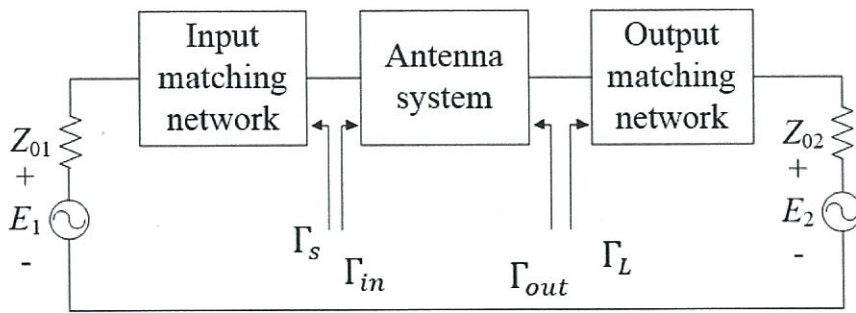 Input
matching
network
Antenna
system
Output
matching
network
Z01
+
E1
-
Γs
Γin
Γout
ΓL
Z02
+
E2
-